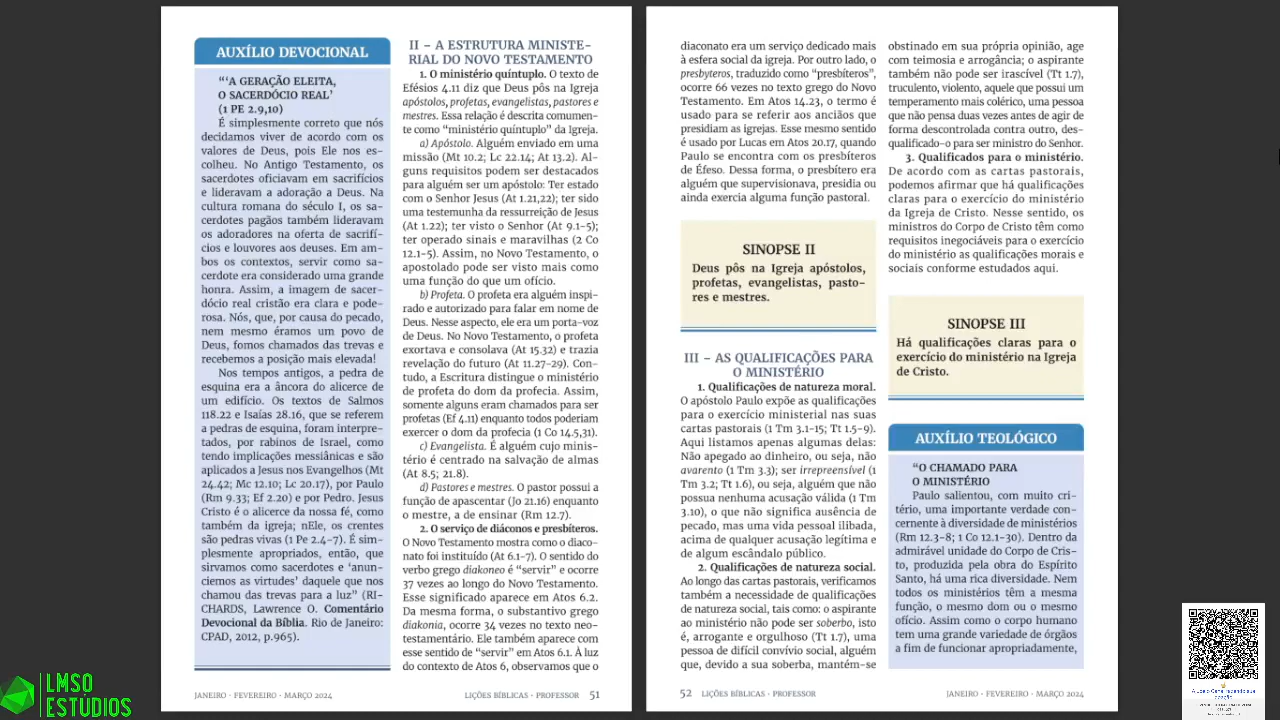 AUXÍLIO DEVOCIONAL
“‘A GERAÇÃO ELEITA,
O SACERDÓCIO REAL’
(1 PE 2.9,10)
É simplesmente correto que nós
decidamos viver de acordo com os
valores de Deus, pois Ele nos es-
colheu. No Antigo Testamento, os
sacerdotes oficiavam em sacrifícios
e lideravam a adoração a Deus. Na
cultura romana do século I, os sa-
cerdotes pagãos também lideravam
os adoradores na oferta de sacrifí-
cios e louvores aos deuses. Em am-
bos os contextos, servir como sa-
cerdote era considerado uma grande
honra. Assim, a imagem de sacer-
dócio real cristão era clara e pode-
rosa. Nós, que, por causa do pecado,
nem mesmo éramos um povo de
Deus, fomos chamados das trevas e
recebemos a posição mais elevada!
Nos tempos antigos, a pedra de
esquina era a âncora do alicerce de
um edifício. Os textos de Salmos
118.22 e Isaías 28.16, que se referem
a pedras de esquina, foram interpre-
tados, por rabinos de Israel, como
tendo implicações messiânicas e são
aplicados a Jesus nos Evangelhos (Mt
24.42; Mc 12.10; Lc 20.17), por Paulo
(Rm 9.33; Ef 2.20) e por Pedro. Jesus
Cristo é o alicerce da nossa fé, como
também da igreja; nEle, os crentes
são pedras vivas (1 Pe 2.4-7). É sim-
plesmente apropriados, então, que
sirvamos como sacerdotes e ‘anun-
ciemos as virtudes’ daquele que nos
chamou das trevas para a luz” (RI-
CHARDS, Lawrence O. Comentário
Devocional da Bíblia. Rio de Janeiro:
CPAD, 2012, p.965).
II – A ESTRUTURA MINISTE-
RIAL DO NOVO TESTAMENTO
1. O ministério quíntuplo. O texto de
Efésios 4.11 diz que Deus pôs na Igreja
apóstolos, profetas, evangelistas, pastores e
mestres. Essa relação é descrita comumen-
te como “ministério quíntuplo” da Igreja.
a) Apóstolo. Alguém enviado em uma
missão (Mt 10.2; Lc 22.14; At 13.2). Al-
guns requisitos podem ser destacados
para alguém ser um apóstolo: Ter estado
com o Senhor Jesus (At 1.21,22); ter sido
uma testemunha da ressurreição de Jesus
(At 1.22); ter visto o Senhor (At 9.1-5);
ter operado sinais e maravilhas (2 Co
12.1-5). Assim, no Novo Testamento, o
apostolado pode ser visto mais como
uma função do que um ofício.
b) Profeta. O profeta era alguém inspi-
rado e autorizado para falar em nome de
Deus. Nesse aspecto, ele era um porta-voz
de Deus. No Novo Testamento, o profeta
exortava e consolava (At 15.32) e trazia
revelação do futuro (At 11.27-29). Con-
tudo, a Escritura distingue o ministério
de profeta do dom da profecia. Assim,
somente alguns eram chamados para ser
profetas (Ef 4.11) enquanto todos poderiam
exercer o dom da profecia (1 Co 14.5,31).
c) Evangelista. É alguém cujo minis-
tério é centrado na salvação de almas
(At 8.5; 21.8).
d) Pastores e mestres. O pastor possui a
função de apascentar (Jo 21.16) enquanto
o mestre, a de ensinar (Rm 12.7).
2. O serviço de diáconos e presbíteros.
O Novo Testamento mostra como o diaco-
nato foi instituído (At 6.1-7). O sentido do
verbo grego diakoneo é “servir” e ocorre
37 vezes ao longo do Novo Testamento.
Esse significado aparece em Atos 6.2.
Da mesma forma, o substantivo grego
diakonia, ocorre 34 vezes no texto neo-
testamentário. Ele também aparece com
esse sentido de “servir” em Atos 6.1. À luz
do contexto de Atos 6, observamos que o
JANEIRO · FEVEREIRO · MARÇO 2024
LIÇÕES BÍBLICAS · PROFESSOR 51
diaconato era um serviço dedicado mais
à esfera social da igreja. Por outro lado, o
presbyteros, traduzido como “presbíteros”,
ocorre 66 vezes no texto grego do Novo
Testamento. Em Atos 14.23, o termo é
usado para se referir aos anciãos que
presidiam as igrejas. Esse mesmo sentido
é usado por Lucas em Atos 20.17, quando
Paulo se encontra com os presbíteros
de Éfeso. Dessa forma, o presbítero era
alguém que supervisionava, presidia ou
ainda exercia alguma função pastoral.
SINOPSE II
Deus pôs na Igreja apóstolos,
profetas, evangelistas, pasto-
res e mestres.
III – AS QUALIFICAÇÕES PARA
O MINISTÉRIO
1. Qualificações de natureza moral.
O apóstolo Paulo expõe as qualificações
para o exercício ministerial nas suas
cartas pastorais (1 Tm 3.1-15; Tt 1.5-9).
Aqui listamos apenas algumas delas:
Não apegado ao dinheiro, ou seja, não
avarento (1 Tm 3.3); ser irrepreensível (1
Tm 3.2; Tt 1.6), ou seja, alguém que não
possua nenhuma acusação válida (1 Tm
3.10), o que não significa ausência de
pecado, mas uma vida pessoal ilibada,
acima de qualquer acusação legítima e
de algum escândalo público.
2. Qualificações de natureza social.
Ao longo das cartas pastorais, verificamos
também a necessidade de qualificações
de natureza social, tais como: o aspirante
ao ministério não pode ser soberbo, isto
é, arrogante e orgulhoso (Tt 1.7), uma
pessoa de difícil convívio social, alguém
que, devido a sua soberba, mantém-se
obstinado em sua própria opinião, age
com teimosia e arrogância; o aspirante
também não pode ser irascível (Tt 1.7),
truculento, violento, aquele que possui um
temperamento mais colérico, uma pessoa
que não pensa duas vezes antes de agir de
forma descontrolada contra outro, des-
qualificado-o para ser ministro do Senhor.
3. Qualificados para o ministério.
De acordo com as cartas pastorais,
podemos afirmar que há qualificações
claras para o exercício do ministério
da Igreja de Cristo. Nesse sentido, os
ministros do Corpo de Cristo têm como
requisitos inegociáveis para o exercício
do ministério as qualificações morais e
sociais conforme estudados aqui.
SINOPSE III
Há qualificações claras para o
exercício do ministério na Igreja
de Cristo.
AUXÍLIO TEOLÓGICO
“O CHAMADO PARA
O MINISTÉRIO
Paulo salientou, com muito cri-
tério, uma importante verdade con-
cernente à diversidade de ministérios
(Rm 12.3-8; 1 Co 12.1-30). Dentro da
admirável unidade do Corpo de Cris-
to, produzida pela obra do Espírito
Santo, há uma rica diversidade. Nem
todos os ministérios têm a mesma
função, o mesmo dom ou o mesmo
ofício. Assim como o corpo humano
tem uma grande variedade de órgãos
a fim de funcionar apropriadamente,
52 LIÇÕES BÍBLICAS · PROFESSOR
JANEIRO · FEVEREIRO · MARÇO 2024
LMSO
ESTUDIOS